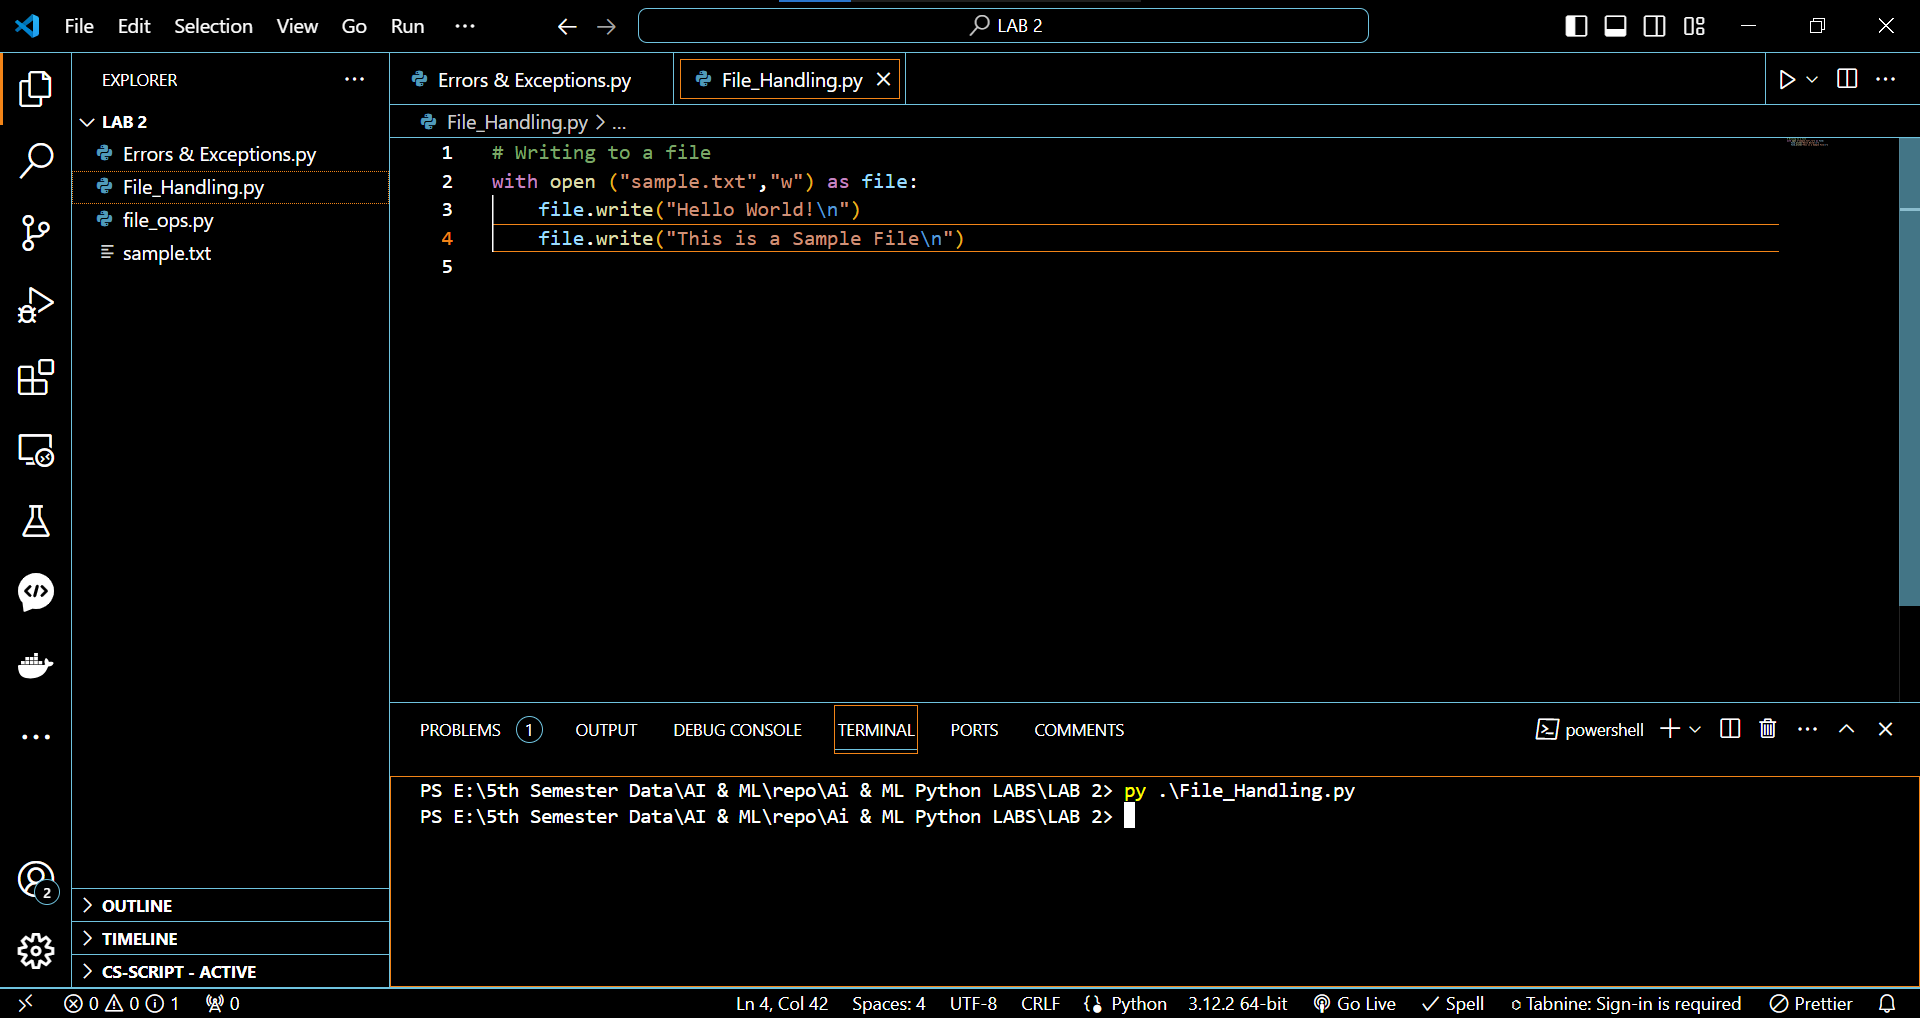 File Edit Selection View Go Run ··· LAB 2
EXPLORER ···
LAB 2
Errors & Exceptions.py
File_Handling.py
file_ops.py
sample.txt
OUTLINE
TIMELINE
CS-SCRIPT - ACTIVE
2
Errors & Exceptions.py File_Handling.py
File_Handling.py > ...
1 # Writing to a file
2 with open ("sample.txt","w") as file:
3 file.write("Hello World!\n")
4 file.write("This is a Sample File\n")
5
PROBLEMS 1 OUTPUT DEBUG CONSOLE TERMINAL PORTS COMMENTS powershell
PS E:\5th Semester Data\AI & ML\repo\Ai & ML Python LABS\LAB 2> py .\File_Handling.py
PS E:\5th Semester Data\AI & ML\repo\Ai & ML Python LABS\LAB 2>
0 0 1 0 Ln 4, Col 42 Spaces: 4 UTF-8 CRLF Python 3.12.2 64-bit Go Live Spell Tabnine: Sign-in is required Prettier